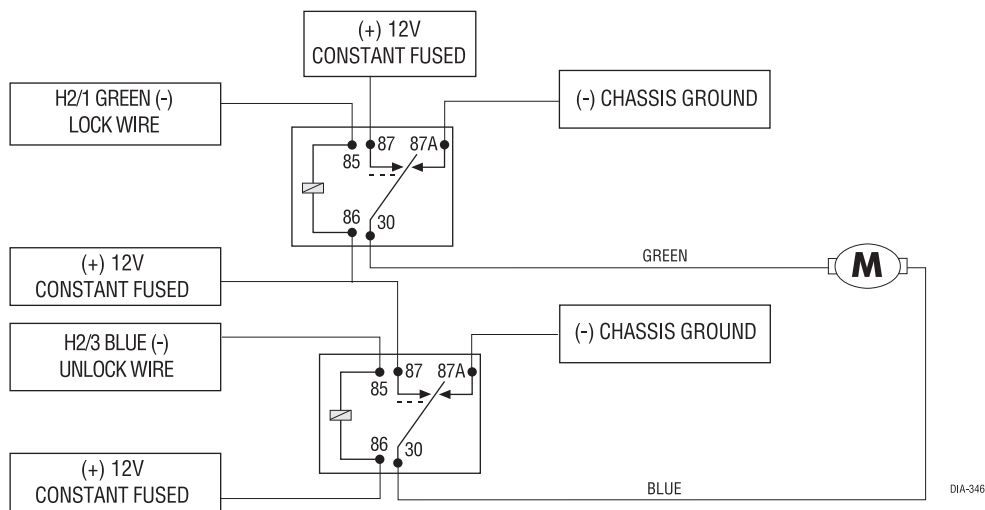 (+) 12V
CONSTANT FUSED
H2/1 GREEN (-)
LOCK WIRE
(-) CHASSIS GROUND
87
87A
85
86
30
GREEN
M
(+) 12V
CONSTANT FUSED
(-) CHASSIS GROUND
H2/3 BLUE (-)
UNLOCK WIRE
87
87A
85
86
30
(+) 12V
CONSTANT FUSED
BLUE
DIA-346